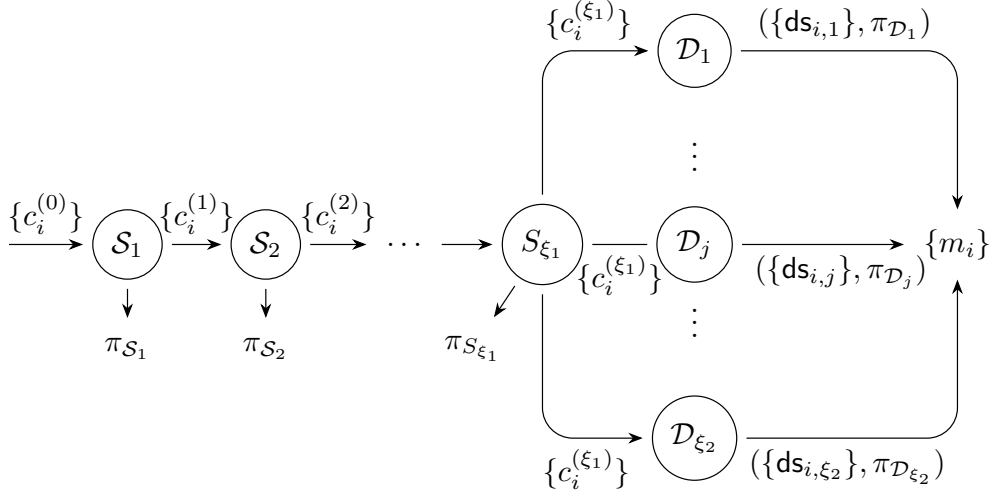 {c_i^{(ξ_1)}}
𝒟_1
({ds_{i,1}}, π_{𝒟_1})
⋮
{c_i^{(0)}}
𝒮_1
{c_i^{(1)}}
𝒮_2
{c_i^{(2)}}
⋯
S_{ξ_1}
{c_i^{(ξ_1)}}
𝒟_j
({ds_{i,j}}, π_{𝒟_j})
{m_i}
π_{𝒮_1}
π_{𝒮_2}
π_{S_{ξ_1}}
⋮
𝒟_{ξ_2}
{c_i^{(ξ_1)}}
({ds_{i,ξ_2}}, π_{𝒟_{ξ_2}})